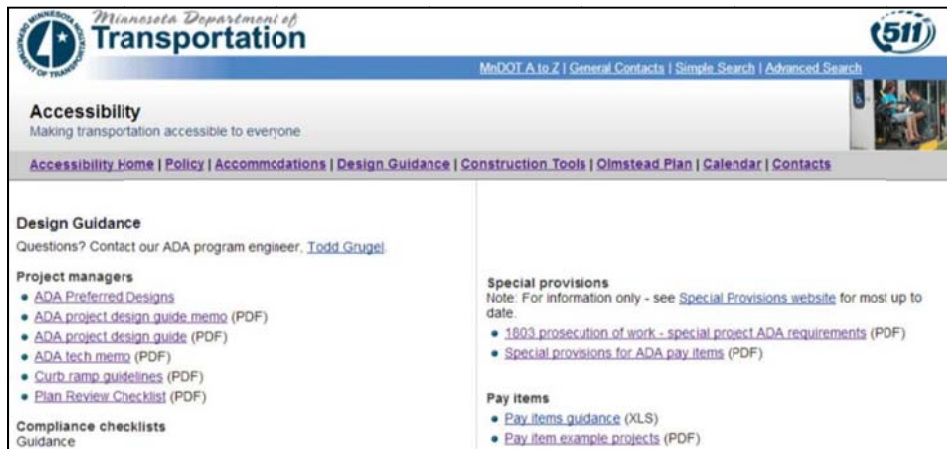 Minnesota Department of
Transportation
511
MnDOT A to Z | General Contacts | Simple Search | Advanced Search
Accessibility
Making transportation accessible to everyone
Accessibility Home | Policy | Accommodations | Design Guidance | Construction Tools | Olmstead Plan | Calendar | Contacts
Design Guidance
Questions? Contact our ADA program engineer, Todd Grugel.
Project managers
• ADA Preferred Designs
• ADA project design guide memo (PDF)
• ADA project design guide (PDF)
• ADA tech memo (PDF)
• Curb ramp guidelines (PDF)
• Plan Review Checklist (PDF)
Compliance checklists
Guidance
Special provisions
Note: For information only - see Special Provisions website for most up to
date.
• 1803 prosecution of work - special project ADA requirements (PDF)
• Special provisions for ADA pay items (PDF)
Pay items
• Pay items guidance (XLS)
• Pay item example projects (PDF)